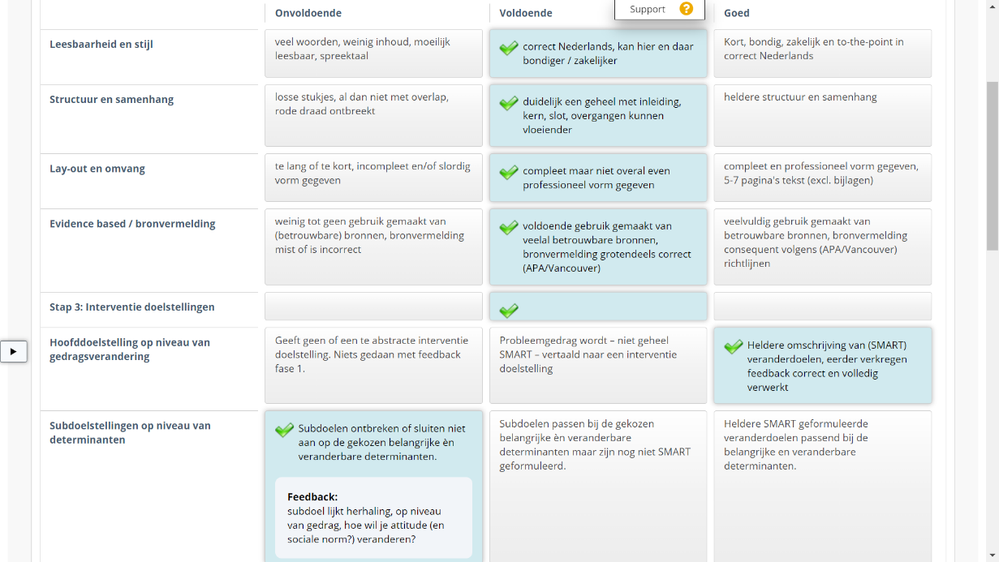 Onvoldoende
Voldoende
Support ?
Goed
Leesbaarheid en stijl
veel woorden, weinig inhoud, moeilijk
leesbaar, spreektaal
correct Nederlands, kan hier en daar
bondiger / zakelijker
Kort, bondig, zakelijk en to-the-point in
correct Nederlands
Structuur en samenhang
losse stukjes, al dan niet met overlap,
rode draad ontbreekt
duidelijk een geheel met inleiding,
kern, slot, overgangen kunnen
vloeiender
heldere structuur en samenhang
Lay-out en omvang
te lang of te kort, incompleet en/of slordig
vorm gegeven
compleet maar niet overal even
professioneel vorm gegeven
compleet en professioneel vorm gegeven,
5-7 pagina's tekst (excl. bijlagen)
Evidence based / bronvermelding
weinig tot geen gebruik gemaakt van
(betrouwbare) bronnen, bronvermelding
mist of is incorrect
voldoende gebruik gemaakt van
veelal betrouwbare bronnen,
bronvermelding grotendeels correct
(APA/Vancouver)
veelvuldig gebruik gemaakt van
betrouwbare bronnen, bronvermelding
consequent volgens (APA/Vancouver)
richtlijnen
Stap 3: Interventie doelstellingen
Hoofddoelstelling op niveau van
gedragsverandering
Geeft geen of een te abstracte interventie
doelstelling. Niets gedaan met feedback
fase 1.
Probleemgedrag wordt – niet geheel
SMART – vertaald naar een interventie
doelstelling
Heldere omschrijving van (SMART)
veranderdoelen, eerder verkregen
feedback correct en volledig
verwerkt
Subdoelstellingen op niveau van
determinanten
Subdoelen ontbreken of sluiten niet
aan op de gekozen belangrijke èn
veranderbare determinanten.
Feedback:
subdoel lijkt herhaling, op niveau
van gedrag, hoe wil je attitude (en
sociale norm?) veranderen?
Subdoelen passen bij de gekozen
belangrijke èn veranderbare
determinanten maar zijn nog niet SMART
geformuleerd.
Heldere SMART geformuleerde
veranderdoelen passend bij de
belangrijke en veranderbare
determinanten.